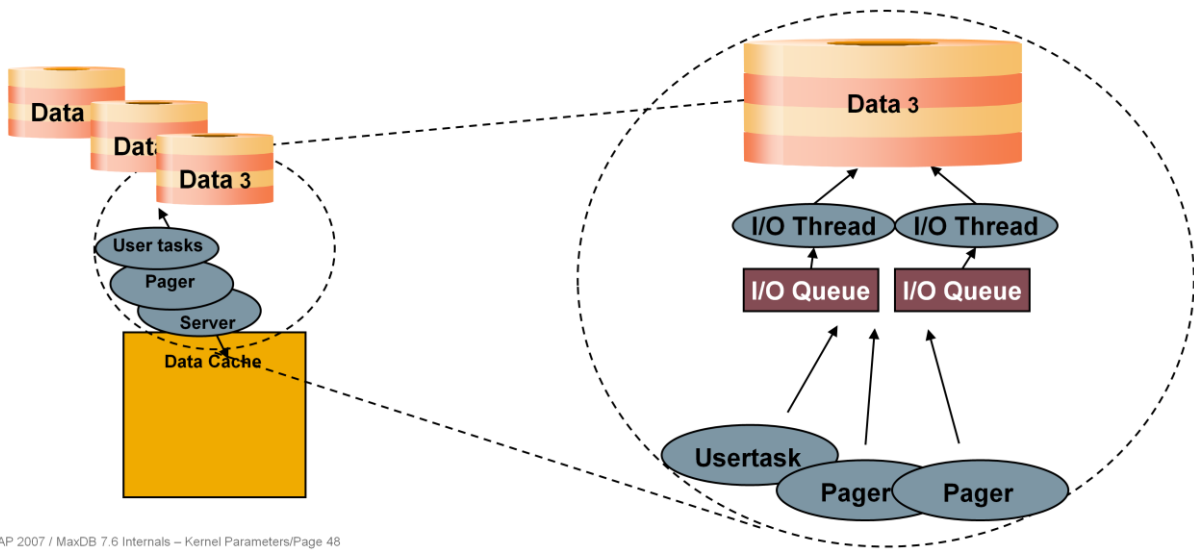 Data
Data
Data 3
User tasks
Pager
Server
Data Cache
Data 3
I/O Thread
I/O Thread
I/O Queue
I/O Queue
Usertask
Pager
Pager
AP 2007 / MaxDB 7.6 Internals – Kernel Parameters/Page 48